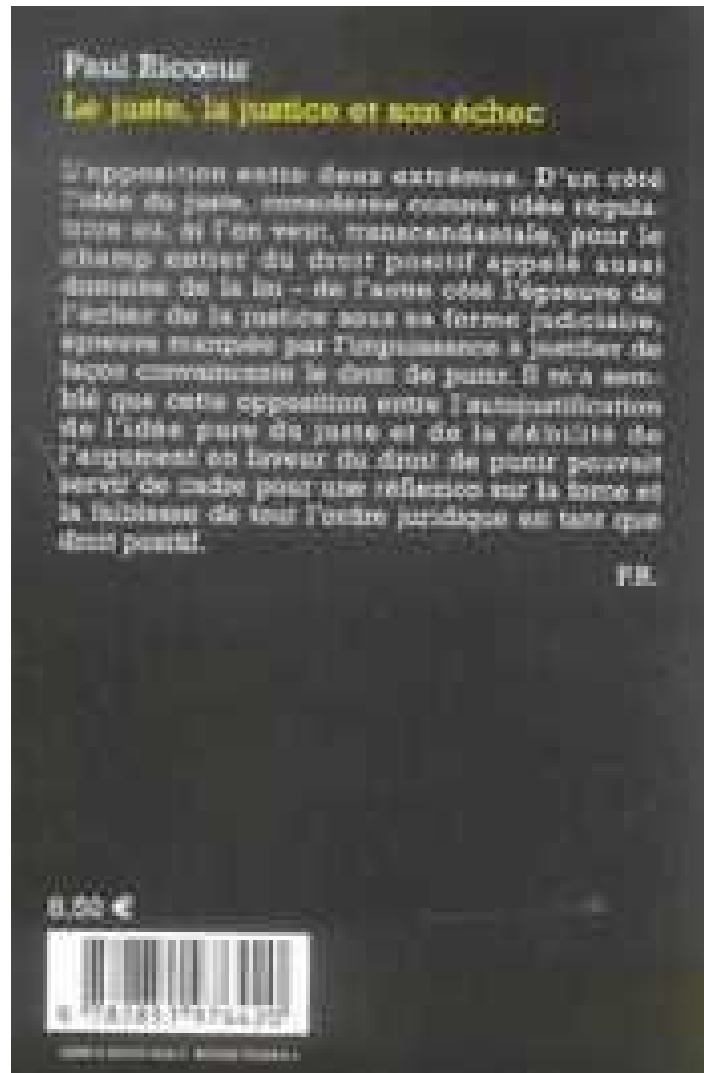 Paul Ricœur
Le juste, la justice et son échec
L'opposition entre deux extrêmes. D'un côté
l'idée du juste, considérée comme idée régula-
trice ou, si l'on veut, transcendantale, pour le
champ entier du droit positif appelé aussi
domaine de la loi – de l'autre côté l'épreuve de
l'échec de la justice sous sa forme judiciaire,
épreuve marquée par l'impuissance à justifier de
façon convaincante le droit de punir. Il m'a sem-
blé que cette opposition entre l'autojustification
de l'idée pure du juste et de la débilité de
l'argument en faveur du droit de punir pouvait
servir de cadre pour une réflexion sur la force et
la faiblesse de tout l'ordre juridique en tant que
droit positif.
P.R.
€